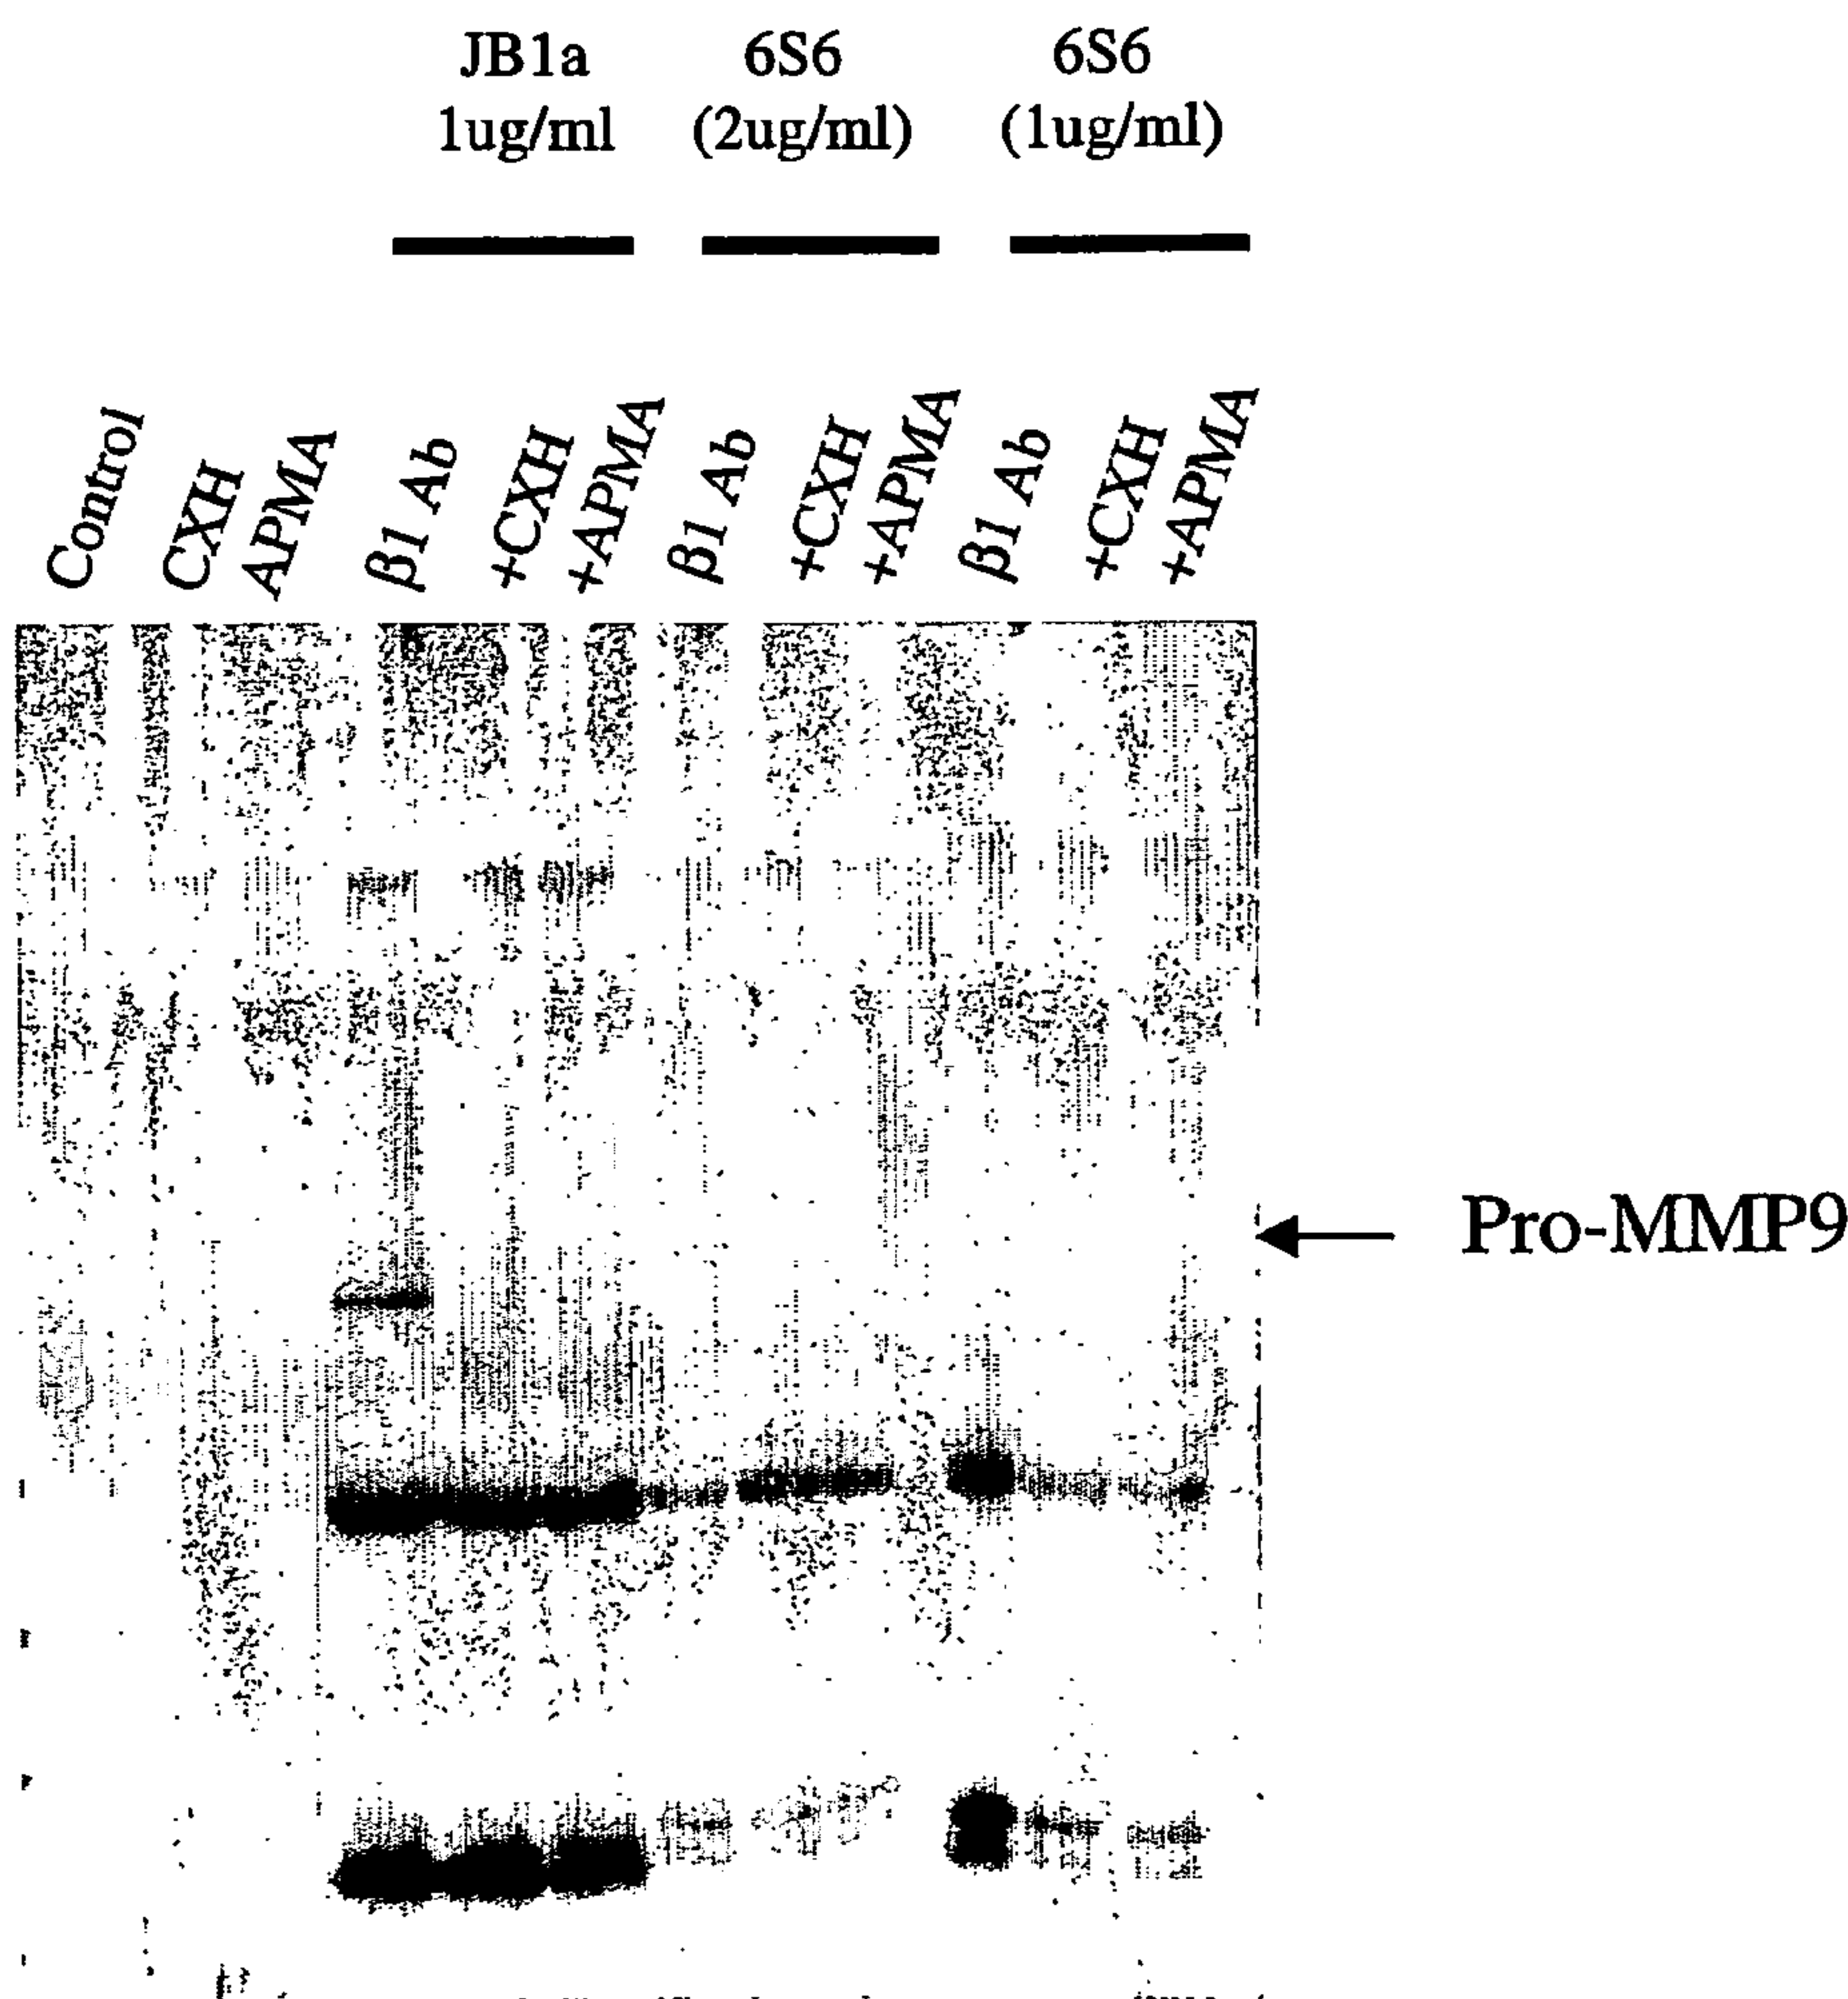 JB1a 6S6 6S6
1ug/ml (2ug/ml) (1ug/ml)
Control CXH APMA β1 Ab +CXH +APMA β1 Ab +CXH +APMA β1 Ab +CXH +APMA
Pro-MMP9